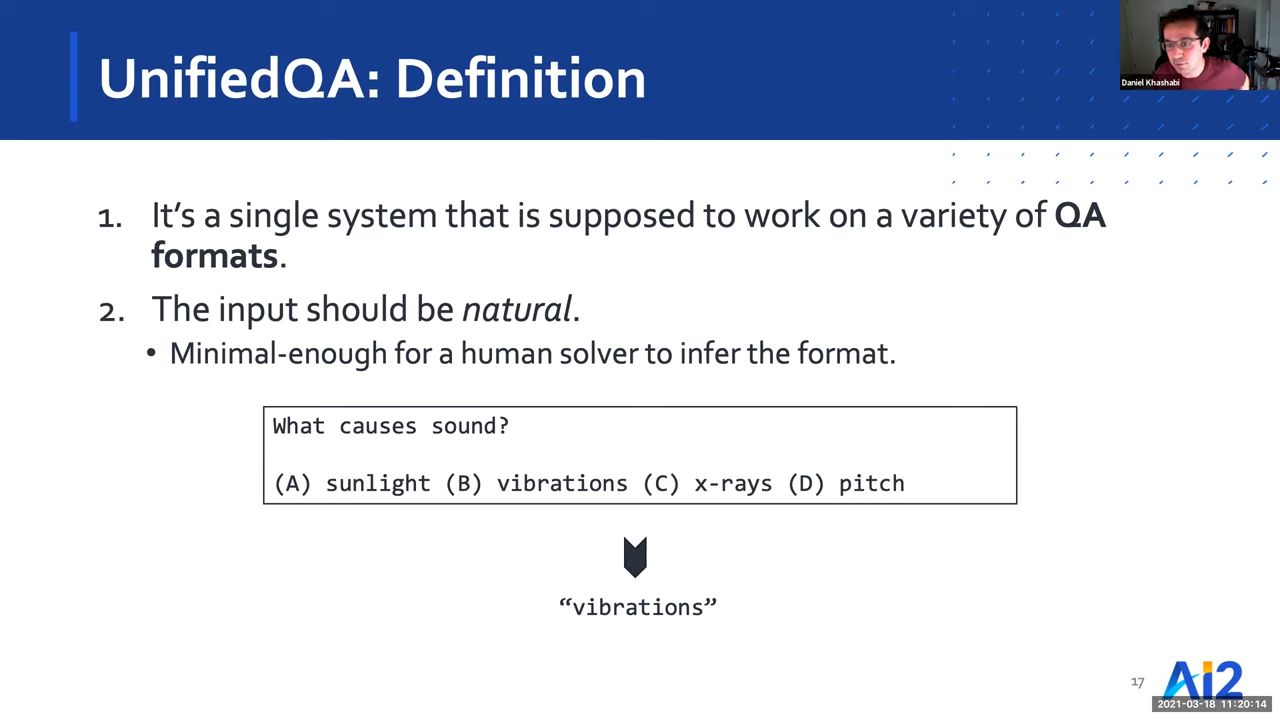 UnifiedQA: Definition
Daniel Khashabi
1. It’s a single system that is supposed to work on a variety of QA
formats.
2. The input should be natural.
• Minimal-enough for a human solver to infer the format.
What causes sound?
(A) sunlight (B) vibrations (C) x-rays (D) pitch
“vibrations”
17
Ai2
2021-03-18 11:20:14